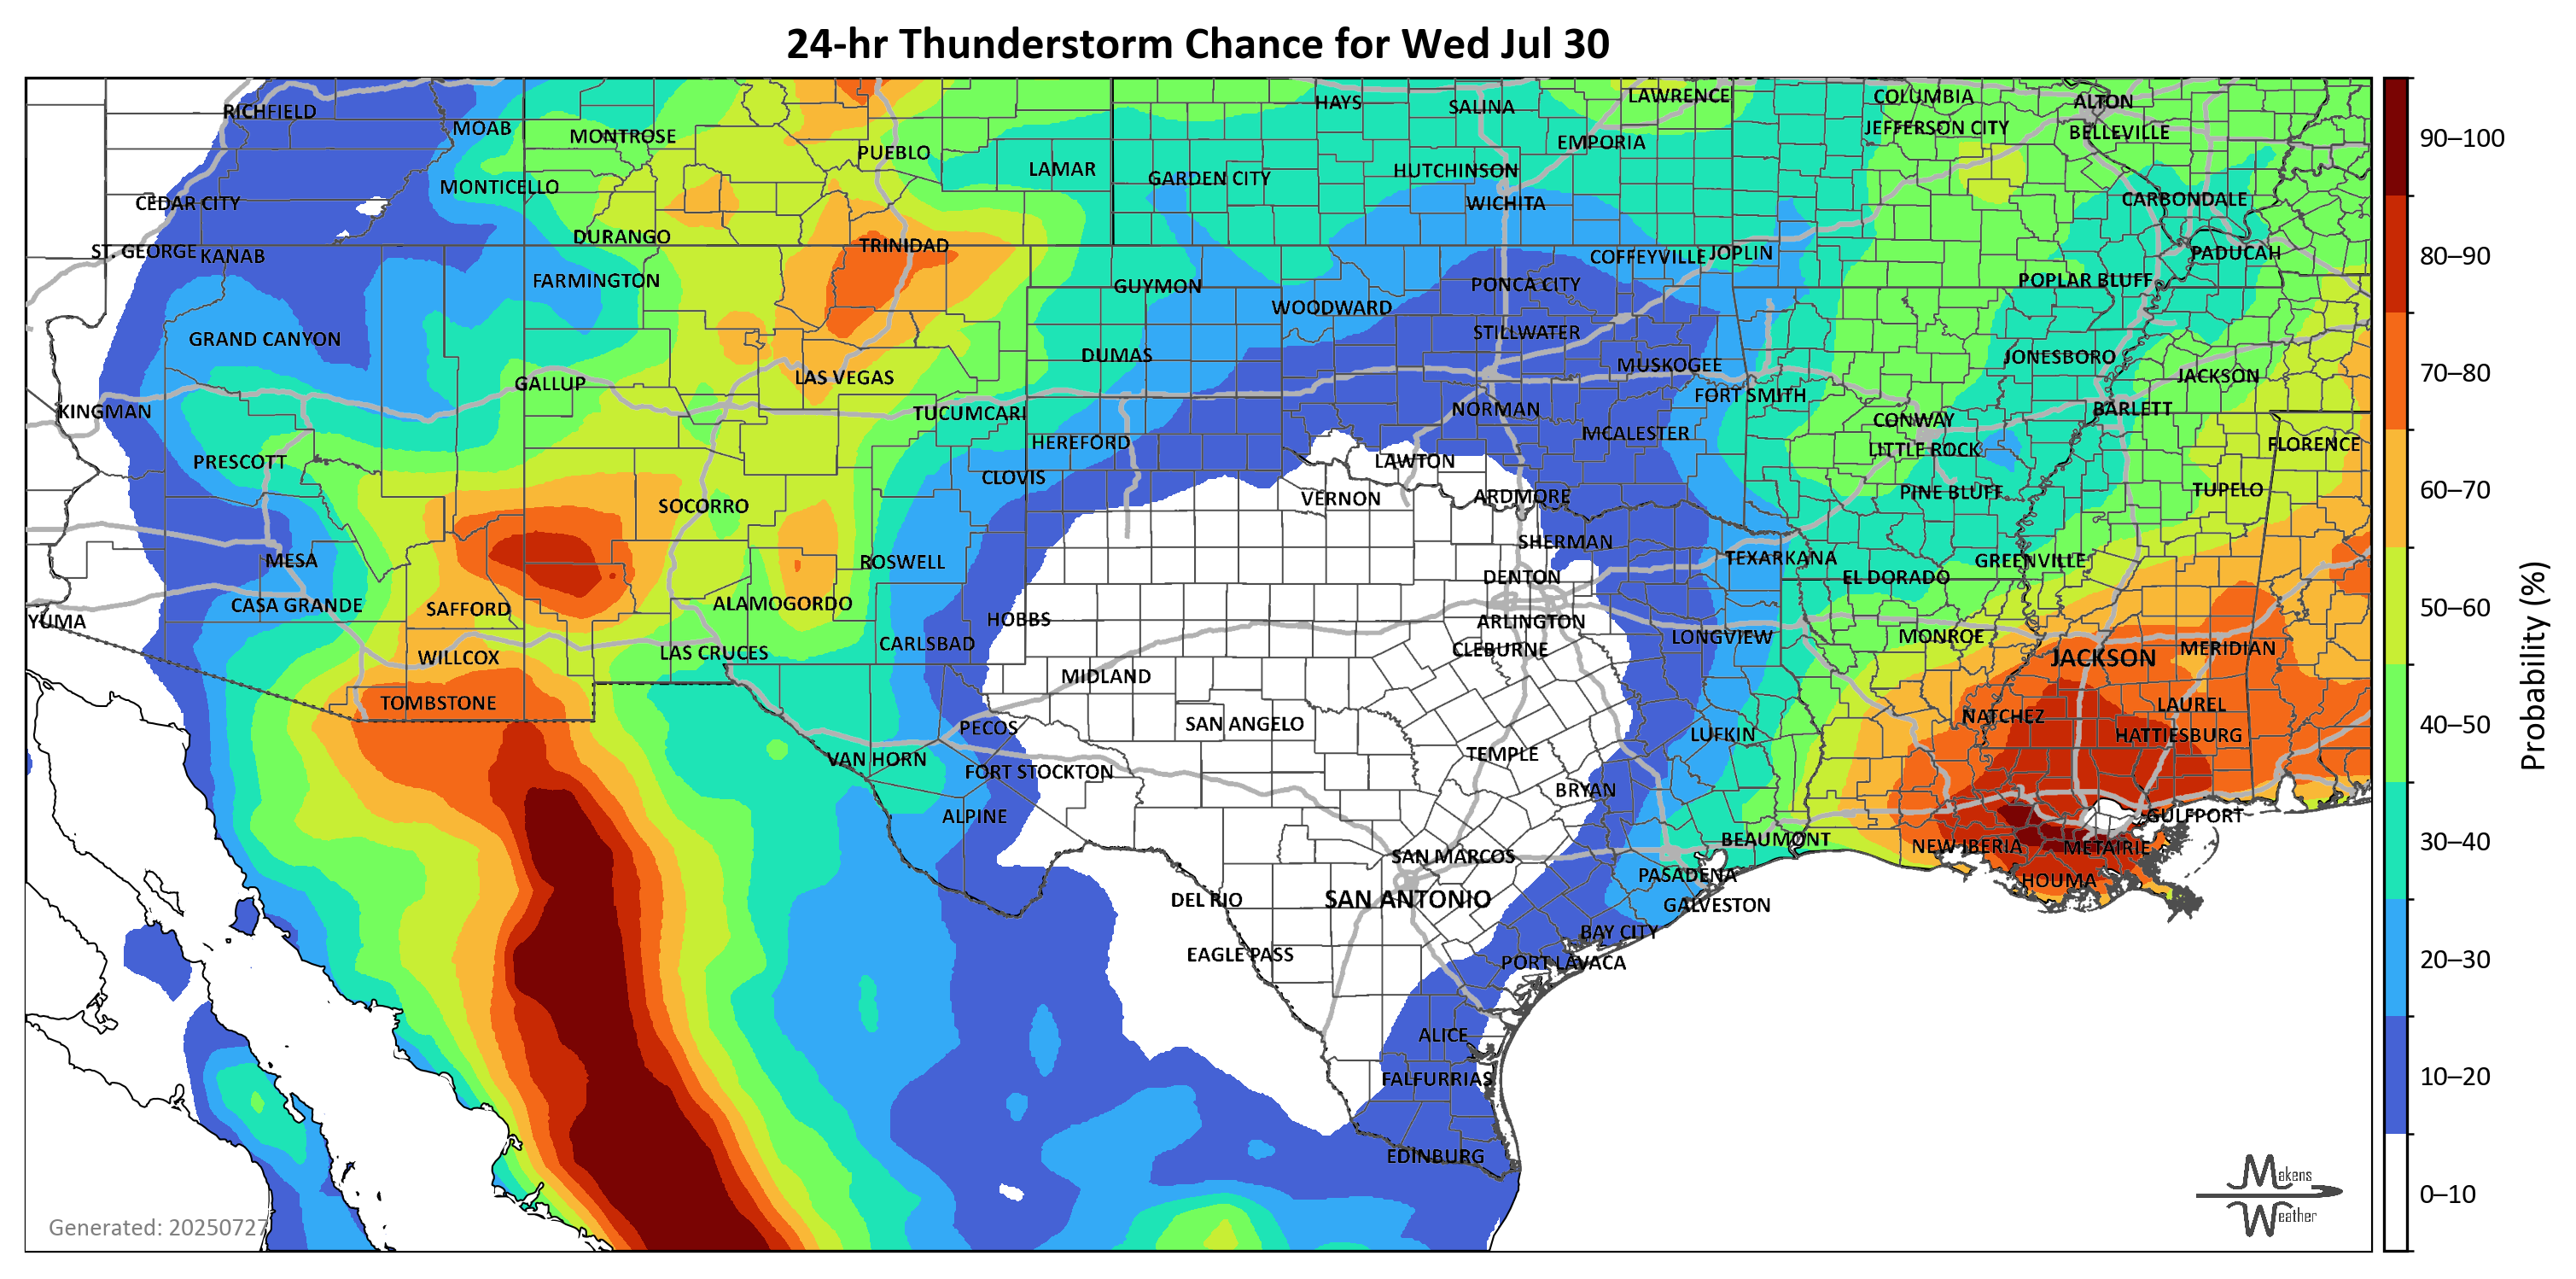 24-hr Thunderstorm Chance for Wed Jul 30
RICHFIELD
MOAB
MONTROSE
PUEBLO
LAMAR
HAYS
SALINA
LAWRENCE
COLUMBIA
ALTON
JEFFERSON CITY
BELLEVILLE
EMPORIA
90–100
MONTICELLO
GARDEN CITY
HUTCHINSON
CEDAR CITY
WICHITA
CARBONDALE
DURANGO
TRINIDAD
ST. GEORGE
KANAB
COFFEYVILLE
JOPLIN
PADUCAH
80–90
FARMINGTON
GUYMON
PONCA CITY
POPLAR BLUFF
WOODWARD
GRAND CANYON
STILLWATER
DUMAS
JONESBORO
GALLUP
LAS VEGAS
MUSKOGEE
JACKSON
70–80
KINGMAN
TUCUMCARI
NORMAN
FORT SMITH
BARLETT
CONWAY
HEREFORD
MCALESTER
LITTLE ROCK
FLORENCE
PRESCOTT
CLOVIS
LAWTON
SOCORRO
VERNON
ARDMORE
PINE BLUFF
TUPELO
60–70
MESA
ROSWELL
SHERMAN
TEXARKANA
GREENVILLE
CASA GRANDE
SAFFORD
ALAMOGORDO
DENTON
EL DORADO
50–60
YUMA
HOBBS
ARLINGTON
WILLCOX
LAS CRUCES
CARLSBAD
CLEBURNE
LONGVIEW
MONROE
JACKSON
MERIDIAN
Probability (%)
TOMBSTONE
MIDLAND
PECOS
SAN ANGELO
LUFKIN
NATCHEZ
LAUREL
HATTIESBURG
40–50
VAN HORN
FORT STOCKTON
TEMPLE
BRYAN
ALPINE
GULFPORT
SAN MARCOS
BEAUMONT
NEW IBERIA
METAIRIE
30–40
DEL RIO
SAN ANTONIO
PASADENA
GALVESTON
HOUMA
EAGLE PASS
BAY CITY
PORT LAVACA
20–30
ALICE
FALFURRIAS
10–20
EDINBURG
Makens
Weather
0–10
Generated: 20250727